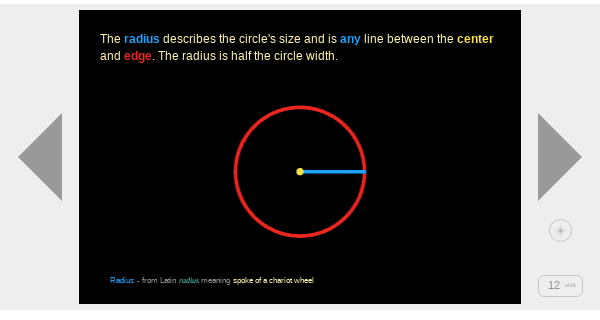 The radius describes the circle's size and is any line between the center
and edge. The radius is half the circle width.
Radius - from Latin radius meaning spoke of a chariot wheel
12